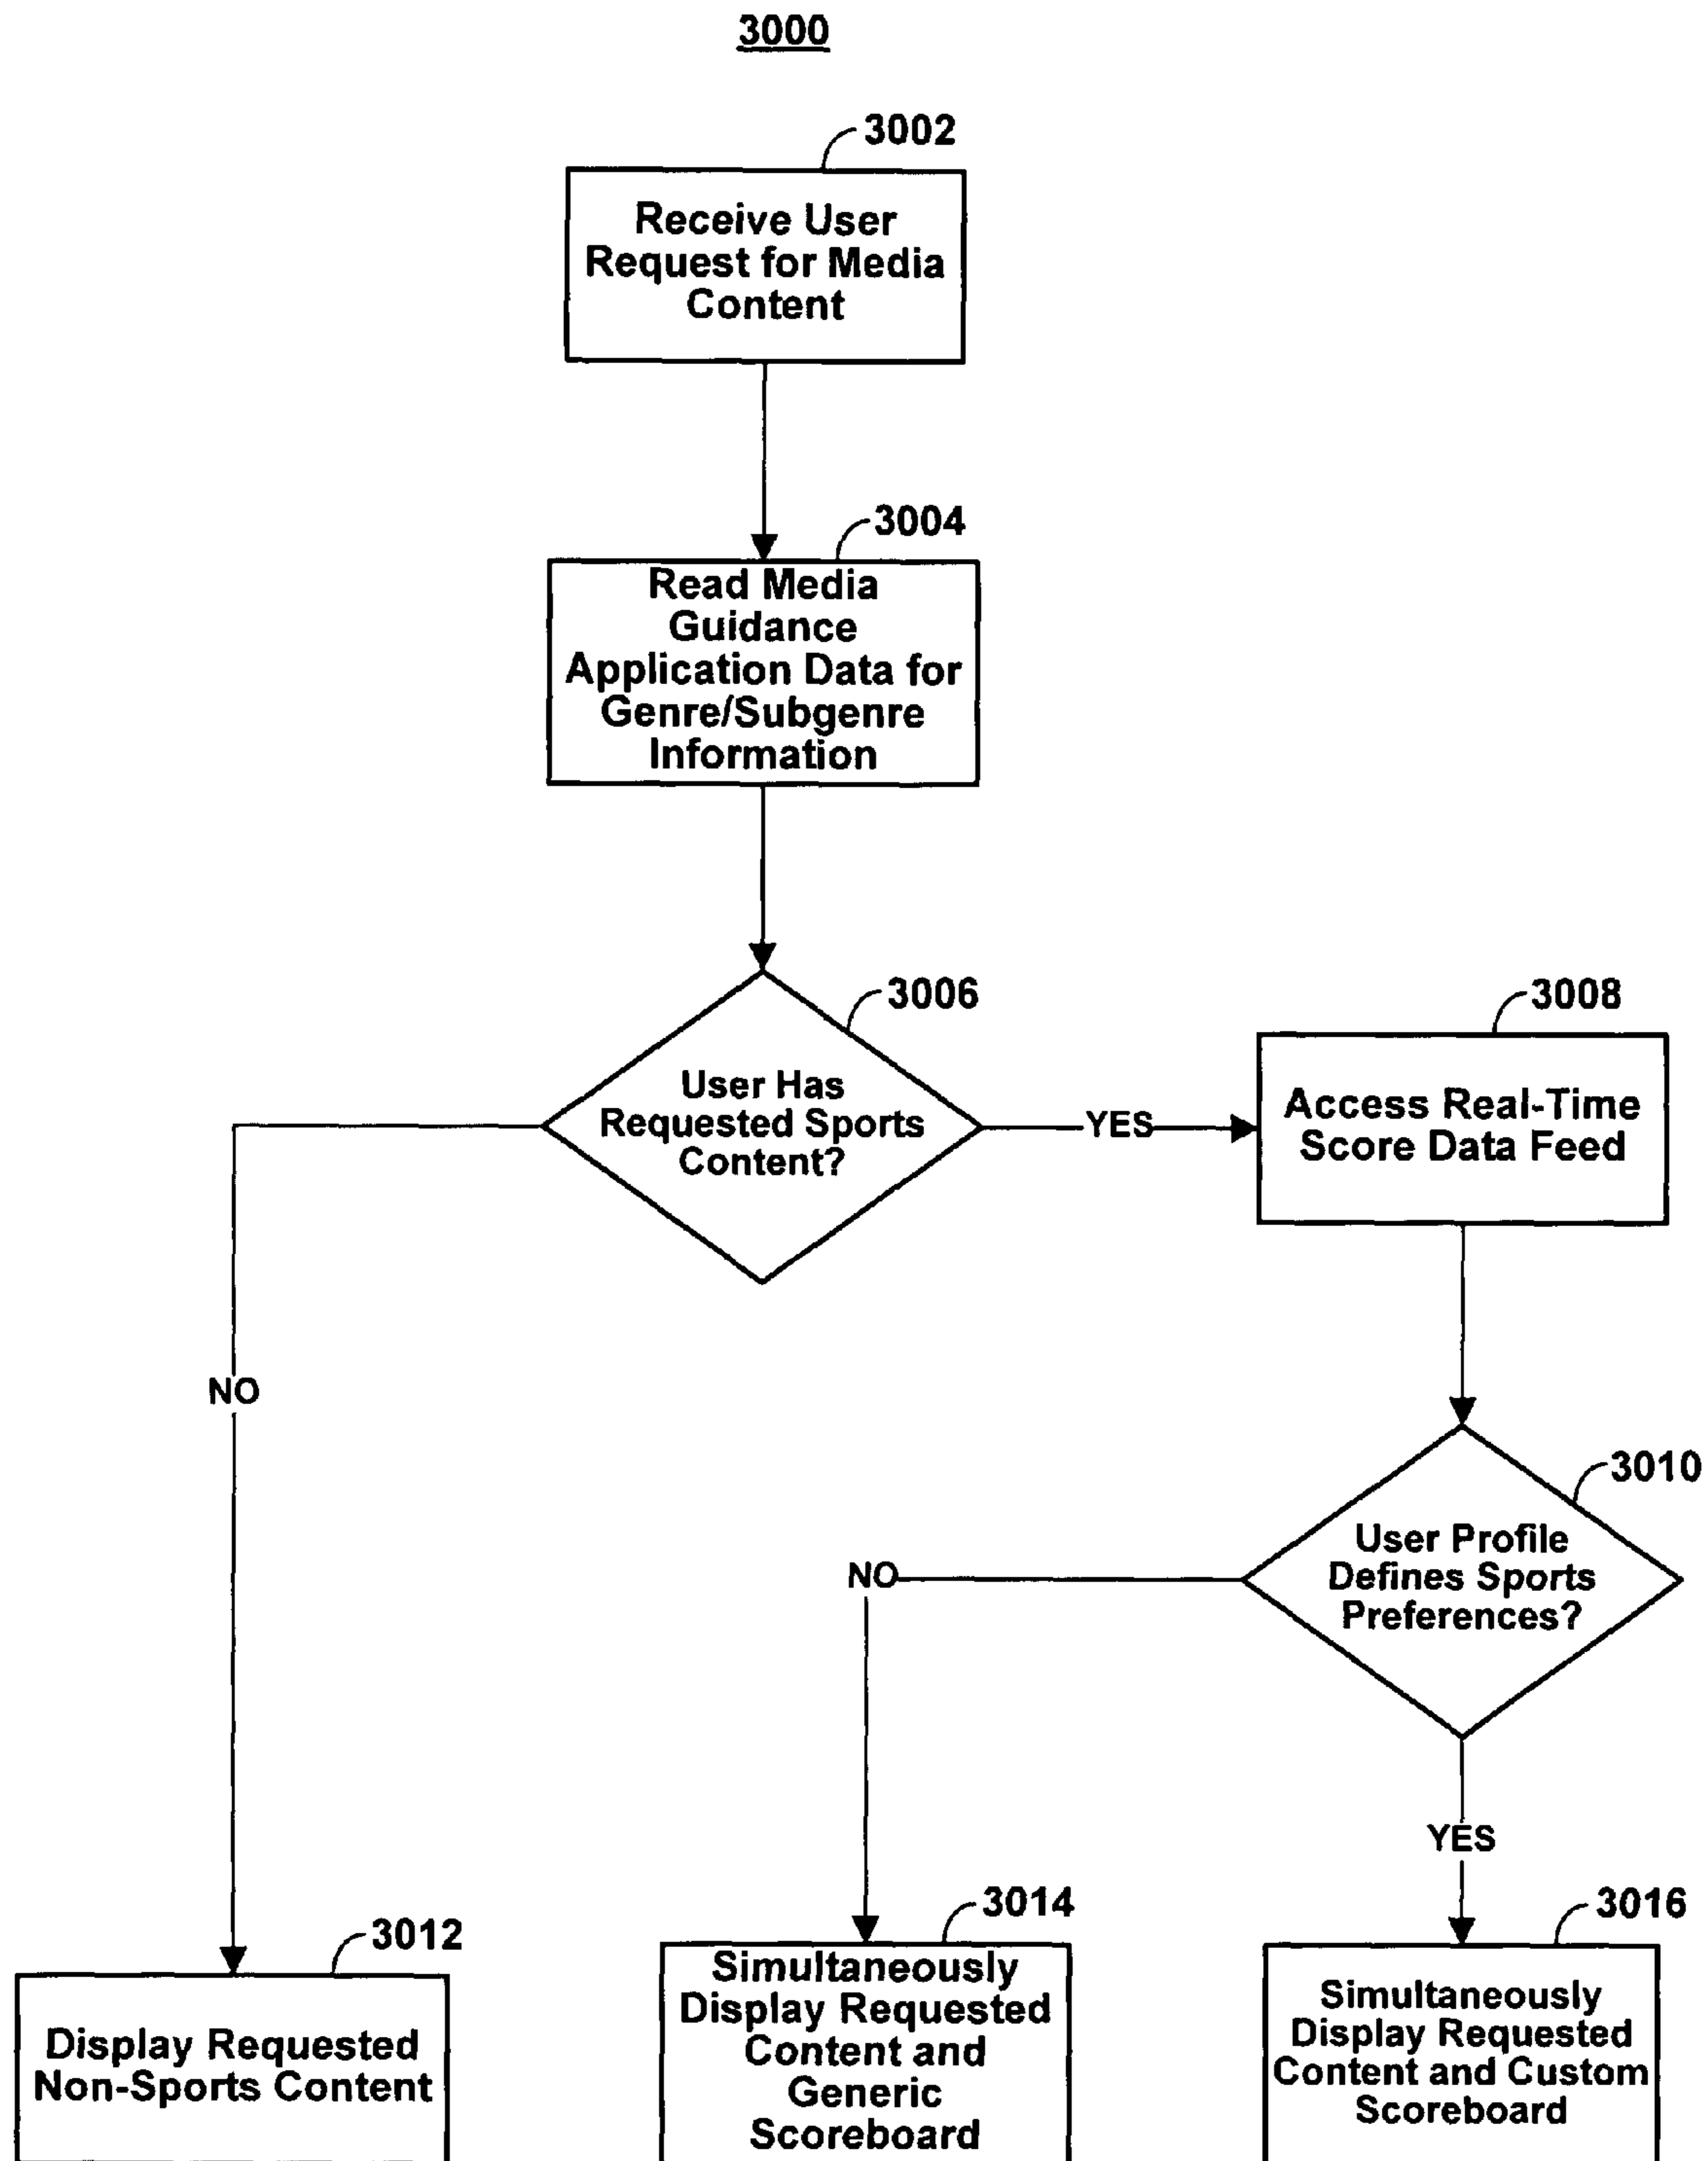 3000
3002
Receive User
Request for Media
Content
3004
Read Media
Guidance
Application Data for
Genre/Subgenre
Information
3006
User Has
Requested Sports
Content?
YES
3008
Access Real-Time
Score Data Feed
NO
3010
User Profile
Defines Sports
Preferences?
NO
YES
3012
Display Requested
Non-Sports Content
3014
Simultaneously
Display Requested
Content and
Generic
Scoreboard
3016
Simultaneously
Display Requested
Content and Custom
Scoreboard